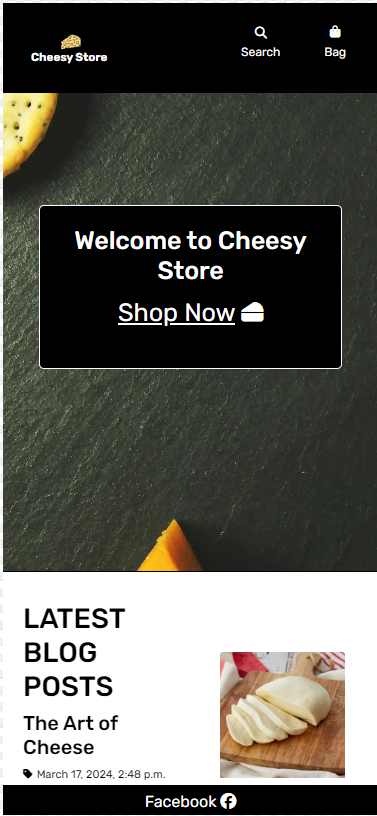 Cheesy Store
Search
Bag
Welcome to Cheesy
Store
Shop Now
LATEST
BLOG
POSTS
The Art of
Cheese
March 17, 2024, 2:48 p.m.
Facebook